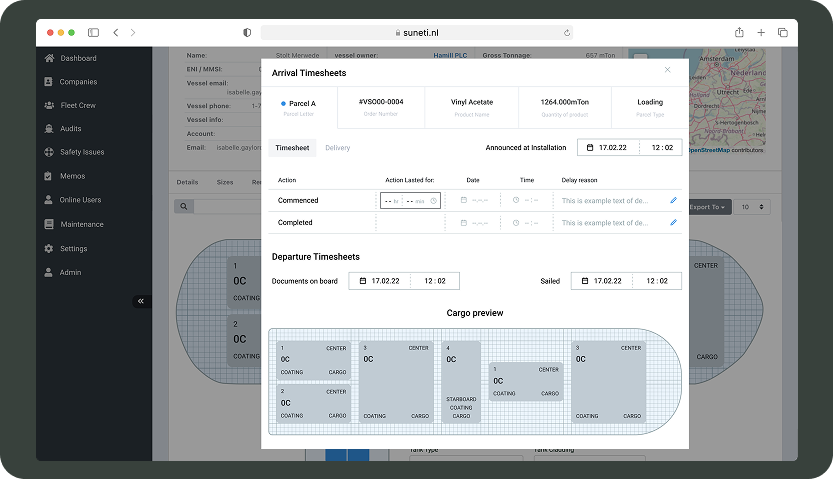 suneti.nl
Dashboard
Companies
Fleet Crew
Audits
Safety Issues
Memos
Online Users
Maintenance
Settings
Admin
Name:
Stolt Merwede
vessel owner:
Hamill PLC
Gross Tonnage:
657 mTon
ENI / MMSI:
Vessel email:
isabelle.gay
Vessel phone:
1-7
Vessel info:
Account:
Email:
isabelle.gaylon
Amsterdam
Nederland
Utrecht
Ede
Dordrecht
's-Hertogenbosch
OpenStreetMap contributors
Details
Sizes
Export To
10
Arrival Timesheets
Parcel A
Parcel Letter
#VSO00-0004
Order Number
Vinyl Acetate
Product Name
1264.000mTon
Quantity of product
Loading
Parcel Type
Timesheet
Delivery
Announced at Installation
17.02.22
12 : 02
Action
Action Lasted for:
Date
Time
Delay reason
Commenced
-- hr
-- min
--.--.--
-- : --
This is example text of de...
Completed
--.--.--
-- : --
This is example text of de...
Departure Timesheets
Documents on board
17.02.22
12 : 02
Sailed
17.02.22
12 : 02
Cargo preview
1
CENTER
0C
COATING
CARGO
2
CENTER
0C
COATING
CARGO
3
CENTER
0C
COATING
CARGO
4
0C
STARBOARD
COATING
CARGO
1
CENTER
0C
COATING
CARGO
3
CENTER
0C
COATING
CARGO
1
0C
COATING
2
0C
COATING
CENTER
CARGO
Tank Type
Tank Cladding